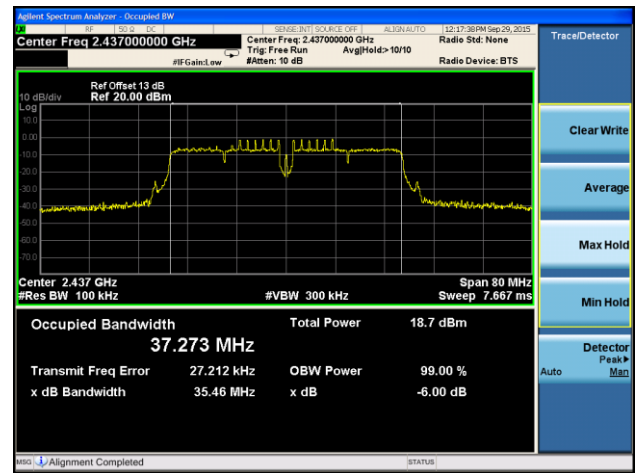 Agilent Spectrum Analyzer - Occupied BW
RF 50 Ω DC SENSE:INT SOURCE OFF ALIGN AUTO 12:17:38 PM Sep 29, 2015
Center Freq 2.437000000 GHz Center Freq: 2.437000000 GHz Radio Std: None Trace/Detector
Trig: Free Run Avg|Hold:> 10/10
#IFGain:Low #Atten: 10 dB Radio Device: BTS
Ref Offset 13 dB
10 dB/div Ref 20.00 dBm
Log
10.0
0.00
-10.0
-20.0
-30.0
-40.0
-50.0
-60.0
-70.0
Center 2.437 GHz Span 80 MHz
#Res BW 100 kHz #VBW 300 kHz Sweep 7.667 ms
Occupied Bandwidth Total Power 18.7 dBm
37.273 MHz
Transmit Freq Error 27.212 kHz OBW Power 99.00 %
x dB Bandwidth 35.46 MHz x dB -6.00 dB
Clear Write
Average
Max Hold
Min Hold
Detector
Peak▶
Auto Man
MSG Alignment Completed STATUS